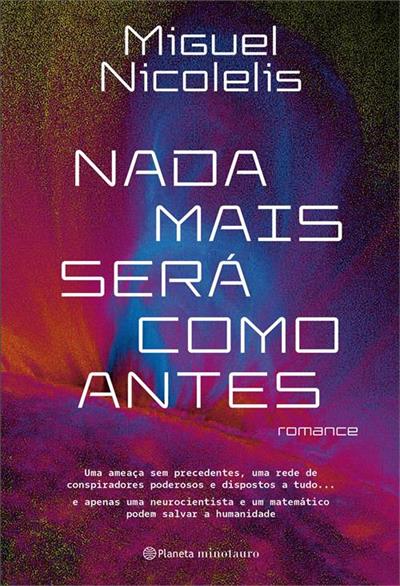 Miguel
Nicolelis
NADA
MAIS
SERÁ
COMO
ANTES
romance
Uma ameaça sem precedentes, uma rede de
conspiradores poderosos e dispostos a tudo...
e apenas uma neurocientista e um matemático
podem salvar a humanidade
Planeta minotauro